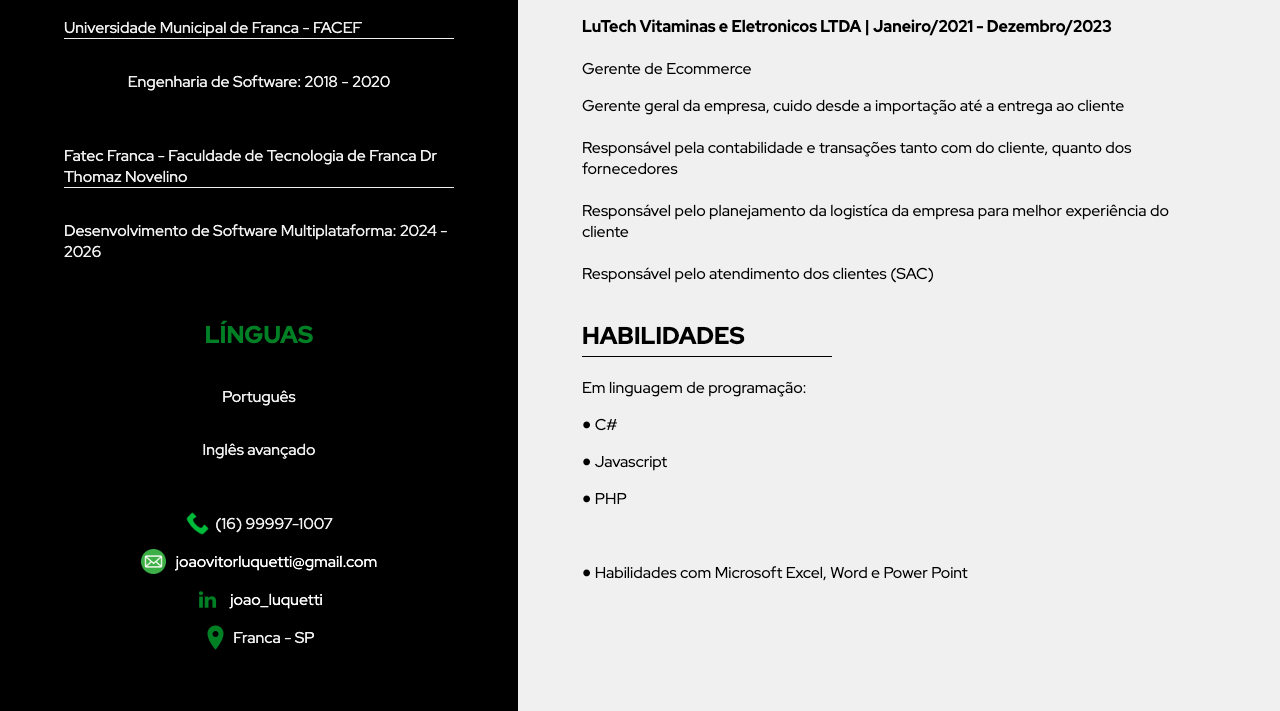 Universidade Municipal de Franca - FACEF
Engenharia de Software: 2018 - 2020
Fatec Franca - Faculdade de Tecnologia de Franca Dr
Thomaz Novelino
Desenvolvimento de Software Multiplataforma: 2024 -
2026
LÍNGUAS
Português
Inglês avançado
(16) 99997-1007
joaovitorluquetti@gmail.com
joao_luquetti
Franca - SP
LuTech Vitaminas e Eletronicos LTDA | Janeiro/2021 - Dezembro/2023
Gerente de Ecommerce
Gerente geral da empresa, cuido desde a importação até a entrega ao cliente
Responsável pela contabilidade e transações tanto com do cliente, quanto dos
fornecedores
Responsável pelo planejamento da logistíca da empresa para melhor experiência do
cliente
Responsável pelo atendimento dos clientes (SAC)
HABILIDADES
Em linguagem de programação:
● C#
● Javascript
● PHP
● Habilidades com Microsoft Excel, Word e Power Point